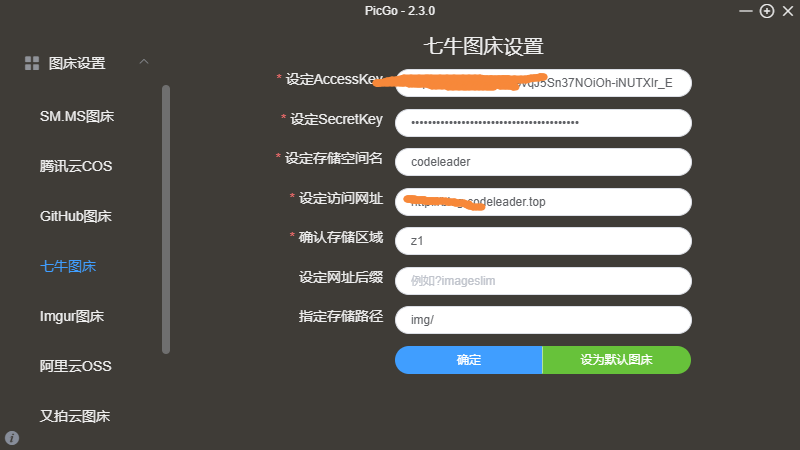 PicGo - 2.3.0
图床设置
SM.MS图床
腾讯云COS
GitHub图床
七牛图床
Imgur图床
阿里云OSS
又拍云图床
七牛图床设置
* 设定AccessKey
* 设定SecretKey
••••••••••••••••••••••••••••••••••••••••
* 设定存储空间名
codeleader
* 设定访问网址
codeleader.top
* 确认存储区域
z1
设定网址后缀
例如?imageslim
指定存储路径
img/
确定
设为默认图床